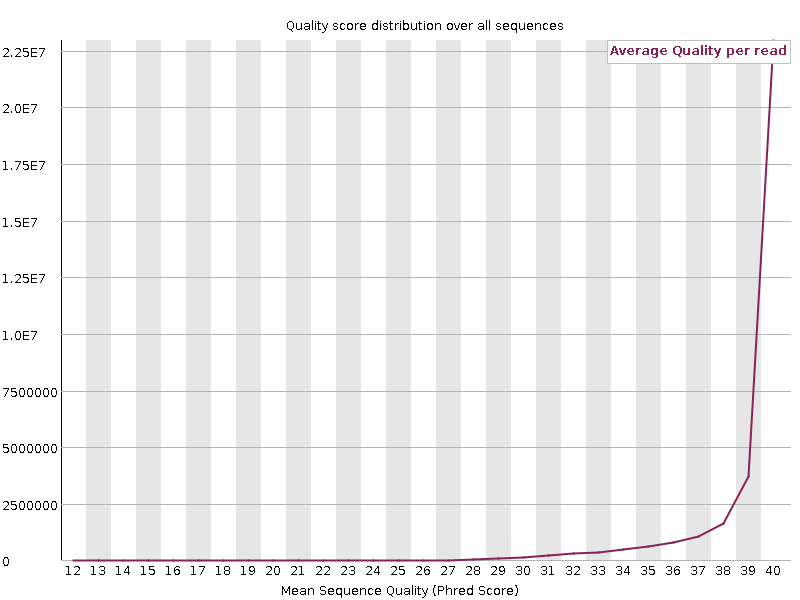 Quality score distribution over all sequences
Average Quality per read
2.25E7
2.0E7
1.75E7
1.5E7
1.25E7
1.0E7
7500000
5000000
2500000
0
12 13 14 15 16 17 18 19 20 21 22 23 24 25 26 27 28 29 30 31 32 33 34 35 36 37 38 39 40
Mean Sequence Quality (Phred Score)